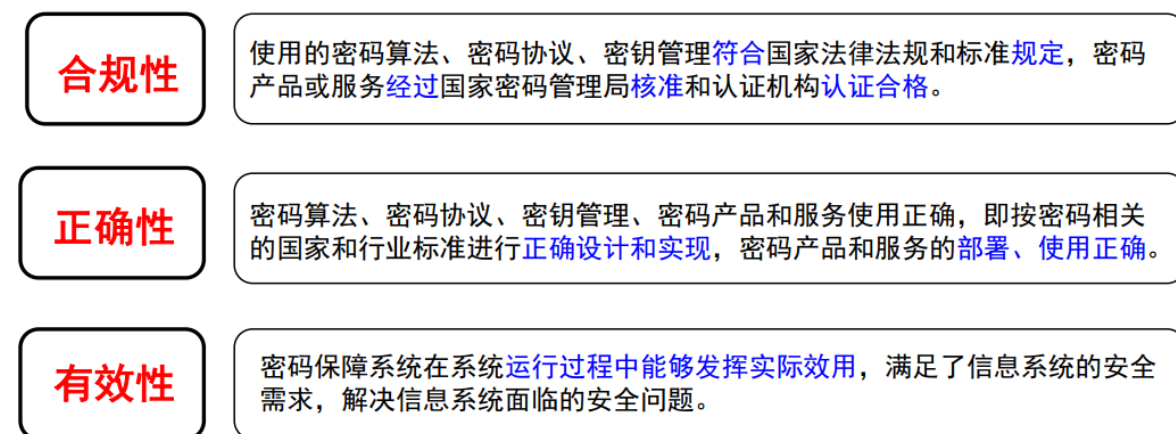 合规性
使用的密码算法、密码协议、密钥管理符合国家法律法规和标准规定，密码
产品或服务经过国家密码管理局核准和认证机构认证合格。
正确性
密码算法、密码协议、密钥管理、密码产品和服务使用正确，即按密码相关
的国家和行业标准进行正确设计和实现，密码产品和服务的部署、使用正确。
有效性
密码保障系统在系统运行过程中能够发挥实际效用，满足了信息系统的安全
需求，解决信息系统面临的安全问题。